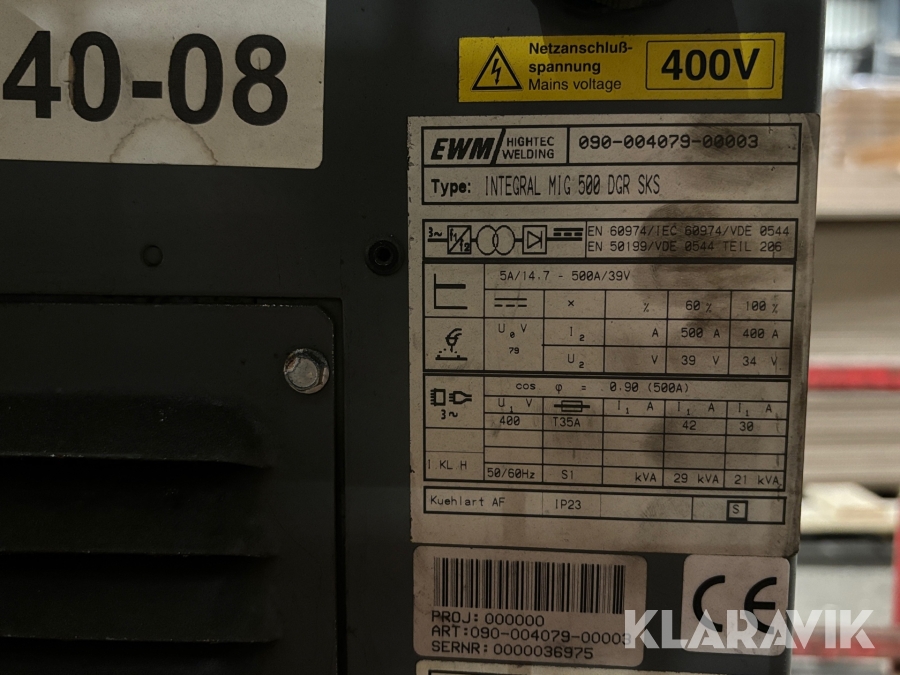 40-08
Netzanschluß-
spannung
Mains voltage
400V
EWM HIGHTEC WELDING 090-004079-00003
Type: INTEGRAL MIG 500 DGR SKS
3~ f1 f2 EN 60974/IEC 60974/VDE 0544
EN 50199/VDE 0544 TEIL 206
5A/14.7 - 500A/39V
× % 60 % 100 %
U0 V I2 A 500 A 400 A
79 U2 V 39 V 34 V
cos φ = 0.90 (500A)
3~ U1 V I1 A I1 A I1 A
400 T35A 42 30
I KL H 50/60Hz S1 kVA 29 kVA 21 kVA
Kuehlart AF IP23 S
PROJ: 000000
ART:090-004079-00003
SERNR: 0000036975
CE
KLARAVIK